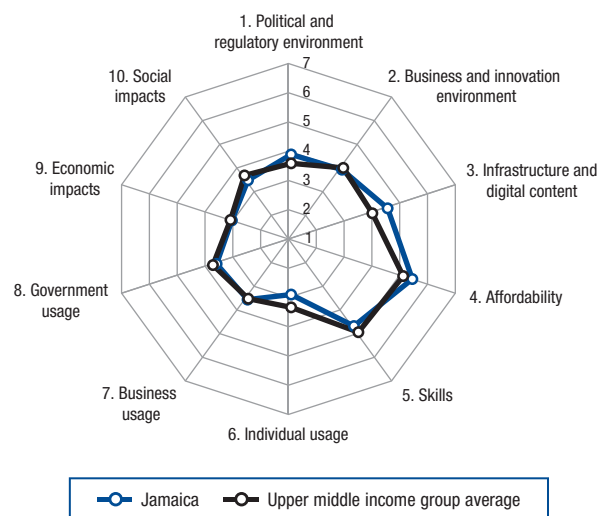 1. Political and
regulatory environment
2. Business and innovation
environment
3. Infrastructure and
digital content
4. Affordability
5. Skills
6. Individual usage
7. Business
usage
8. Government
usage
9. Economic
impacts
10. Social
impacts
7
6
5
4
3
2
1
Jamaica
Upper middle income group average